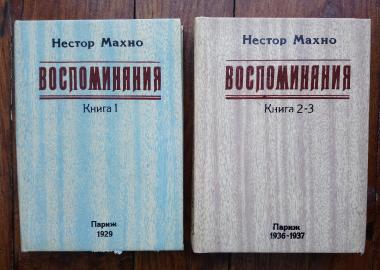 Нестор Махно
ВОСПОМИНАНИЯ
Книга 1
Париж
1929
Нестор Махно
ВОСПОМИНАНИЯ
Книга 2-3
Париж
1936-1937